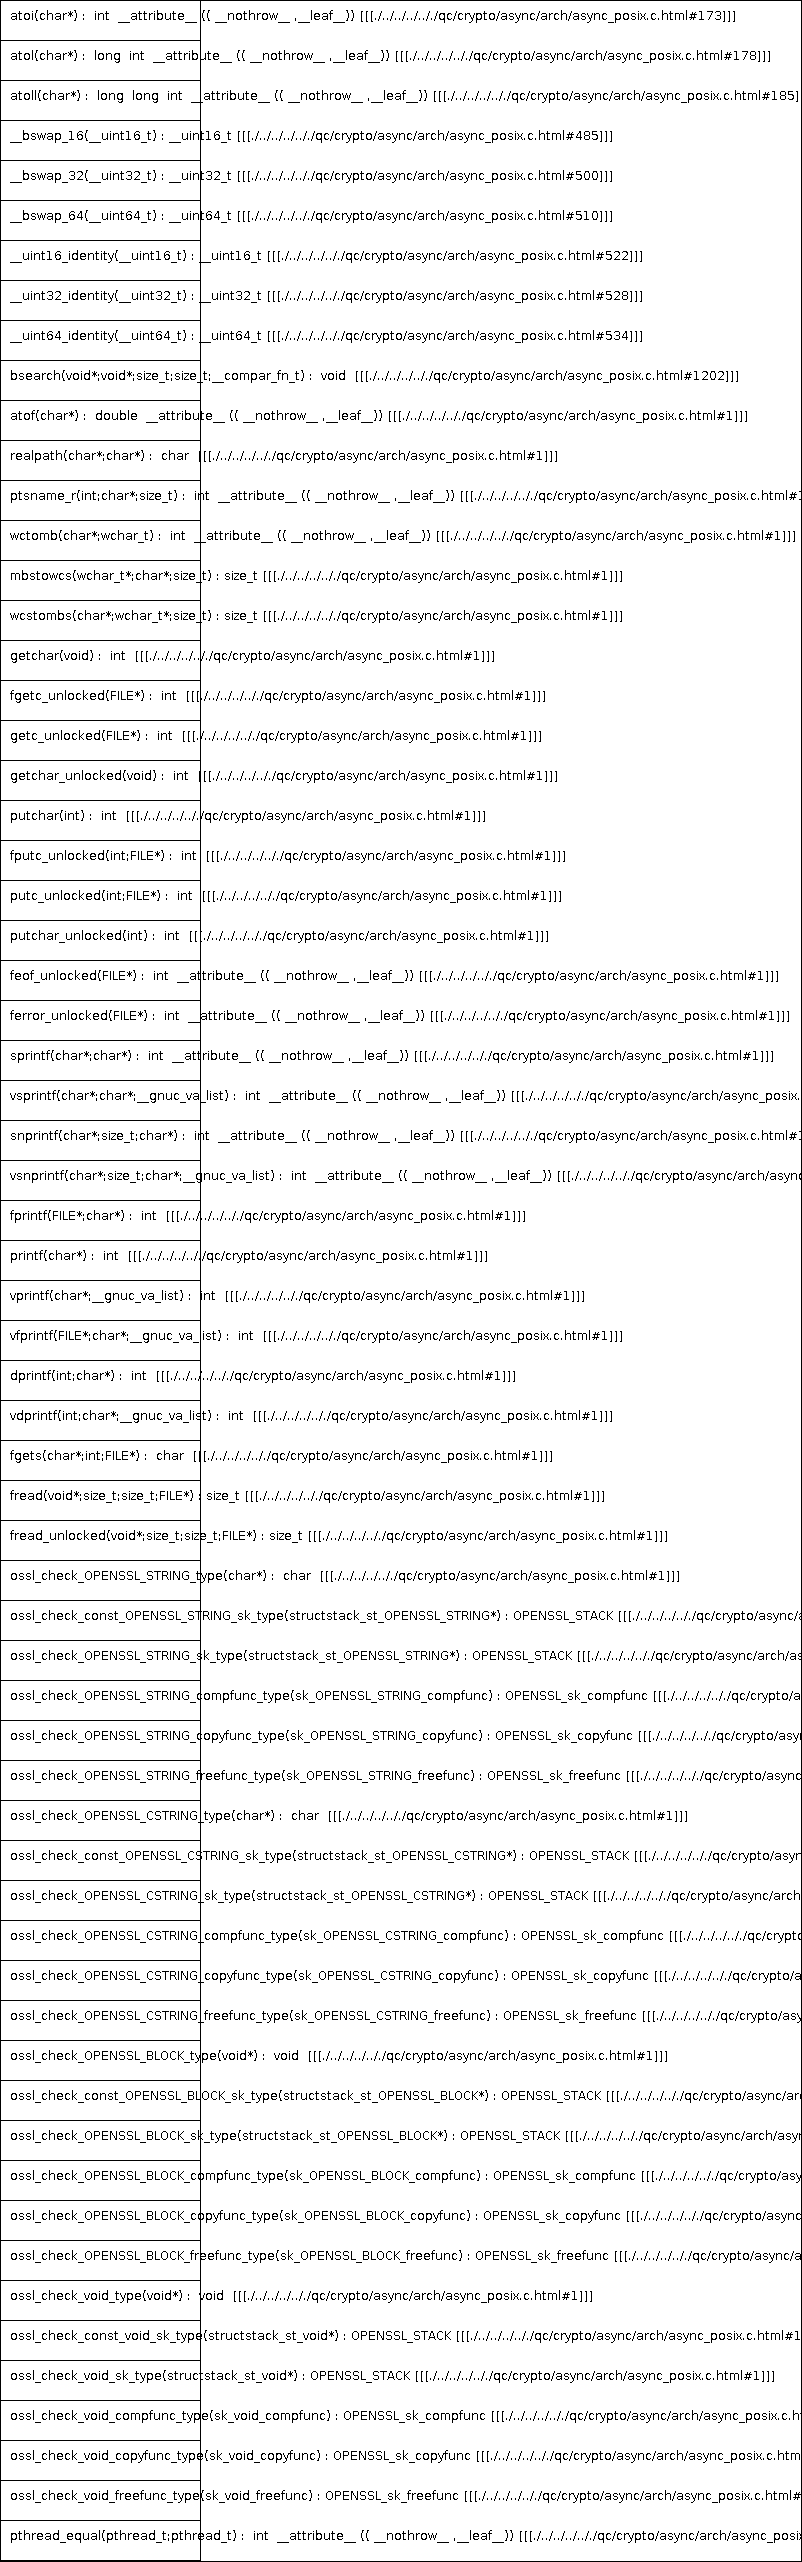 atoi(char*) :  int  __attribute__ (( __nothrow__ ,__leaf__)) [[[./../../../../../qc/crypto/async/arch/async_posix.c.html#173]]]
atol(char*) :  long  int  __attribute__ (( __nothrow__ ,__leaf__)) [[[./../../../../../qc/crypto/async/arch/async_posix.c.html#178]]]
atoll(char*) :  long  long  int  __attribute__ (( __nothrow__ ,__leaf__)) [[[./../../../../../qc/crypto/async/arch/async_posix.c.html#185]
__bswap_16(__uint16_t) : __uint16_t [[[./../../../../../qc/crypto/async/arch/async_posix.c.html#485]]]
__bswap_32(__uint32_t) : __uint32_t [[[./../../../../../qc/crypto/async/arch/async_posix.c.html#500]]]
__bswap_64(__uint64_t) : __uint64_t [[[./../../../../../qc/crypto/async/arch/async_posix.c.html#510]]]
__uint16_identity(__uint16_t) : __uint16_t [[[./../../../../../qc/crypto/async/arch/async_posix.c.html#522]]]
__uint32_identity(__uint32_t) : __uint32_t [[[./../../../../../qc/crypto/async/arch/async_posix.c.html#528]]]
__uint64_identity(__uint64_t) : __uint64_t [[[./../../../../../qc/crypto/async/arch/async_posix.c.html#534]]]
bsearch(void*;void*;size_t;size_t;__compar_fn_t) :  void  [[[./../../../../../qc/crypto/async/arch/async_posix.c.html#1202]]]
atof(char*) :  double  __attribute__ (( __nothrow__ ,__leaf__)) [[[./../../../../../qc/crypto/async/arch/async_posix.c.html#1]]]
realpath(char*;char*) :  char  [[[./../../../../../qc/crypto/async/arch/async_posix.c.html#1]]]
ptsname_r(int;char*;size_t) :  int  __attribute__ (( __nothrow__ ,__leaf__)) [[[./../../../../../qc/crypto/async/arch/async_posix.c.html#1
wctomb(char*;wchar_t) :  int  __attribute__ (( __nothrow__ ,__leaf__)) [[[./../../../../../qc/crypto/async/arch/async_posix.c.html#1]]]
mbstowcs(wchar_t*;char*;size_t) : size_t [[[./../../../../../qc/crypto/async/arch/async_posix.c.html#1]]]
wcstombs(char*;wchar_t*;size_t) : size_t [[[./../../../../../qc/crypto/async/arch/async_posix.c.html#1]]]
getchar(void) :  int  [[[./../../../../../qc/crypto/async/arch/async_posix.c.html#1]]]
fgetc_unlocked(FILE*) :  int  [[[./../../../../../qc/crypto/async/arch/async_posix.c.html#1]]]
getc_unlocked(FILE*) :  int  [[[./../../../../../qc/crypto/async/arch/async_posix.c.html#1]]]
getchar_unlocked(void) :  int  [[[./../../../../../qc/crypto/async/arch/async_posix.c.html#1]]]
putchar(int) :  int  [[[./../../../../../qc/crypto/async/arch/async_posix.c.html#1]]]
fputc_unlocked(int;FILE*) :  int  [[[./../../../../../qc/crypto/async/arch/async_posix.c.html#1]]]
putc_unlocked(int;FILE*) :  int  [[[./../../../../../qc/crypto/async/arch/async_posix.c.html#1]]]
putchar_unlocked(int) :  int  [[[./../../../../../qc/crypto/async/arch/async_posix.c.html#1]]]
feof_unlocked(FILE*) :  int  __attribute__ (( __nothrow__ ,__leaf__)) [[[./../../../../../qc/crypto/async/arch/async_posix.c.html#1]]]
ferror_unlocked(FILE*) :  int  __attribute__ (( __nothrow__ ,__leaf__)) [[[./../../../../../qc/crypto/async/arch/async_posix.c.html#1]]]
sprintf(char*;char*) :  int  __attribute__ (( __nothrow__ ,__leaf__)) [[[./../../../../../qc/crypto/async/arch/async_posix.c.html#1]]]
vsprintf(char*;char*;__gnuc_va_list) :  int  __attribute__ (( __nothrow__ ,__leaf__)) [[[./../../../../../qc/crypto/async/arch/async_posix.
snprintf(char*;size_t;char*) :  int  __attribute__ (( __nothrow__ ,__leaf__)) [[[./../../../../../qc/crypto/async/arch/async_posix.c.html#1
vsnprintf(char*;size_t;char*;__gnuc_va_list) :  int  __attribute__ (( __nothrow__ ,__leaf__)) [[[./../../../../../qc/crypto/async/arch/async
fprintf(FILE*;char*) :  int  [[[./../../../../../qc/crypto/async/arch/async_posix.c.html#1]]]
printf(char*) :  int  [[[./../../../../../qc/crypto/async/arch/async_posix.c.html#1]]]
vprintf(char*;__gnuc_va_list) :  int  [[[./../../../../../qc/crypto/async/arch/async_posix.c.html#1]]]
vfprintf(FILE*;char*;__gnuc_va_list) :  int  [[[./../../../../../qc/crypto/async/arch/async_posix.c.html#1]]]
dprintf(int;char*) :  int  [[[./../../../../../qc/crypto/async/arch/async_posix.c.html#1]]]
vdprintf(int;char*;__gnuc_va_list) :  int  [[[./../../../../../qc/crypto/async/arch/async_posix.c.html#1]]]
fgets(char*;int;FILE*) :  char  [[[./../../../../../qc/crypto/async/arch/async_posix.c.html#1]]]
fread(void*;size_t;size_t;FILE*) : size_t [[[./../../../../../qc/crypto/async/arch/async_posix.c.html#1]]]
fread_unlocked(void*;size_t;size_t;FILE*) : size_t [[[./../../../../../qc/crypto/async/arch/async_posix.c.html#1]]]
ossl_check_OPENSSL_STRING_type(char*) :  char  [[[./../../../../../qc/crypto/async/arch/async_posix.c.html#1]]]
ossl_check_const_OPENSSL_STRING_sk_type(structstack_st_OPENSSL_STRING*) : OPENSSL_STACK [[[./../../../../../qc/crypto/async/a
ossl_check_OPENSSL_STRING_sk_type(structstack_st_OPENSSL_STRING*) : OPENSSL_STACK [[[./../../../../../qc/crypto/async/arch/as
ossl_check_OPENSSL_STRING_compfunc_type(sk_OPENSSL_STRING_compfunc) : OPENSSL_sk_compfunc [[[./../../../../../qc/crypto/a
ossl_check_OPENSSL_STRING_copyfunc_type(sk_OPENSSL_STRING_copyfunc) : OPENSSL_sk_copyfunc [[[./../../../../../qc/crypto/asy
ossl_check_OPENSSL_STRING_freefunc_type(sk_OPENSSL_STRING_freefunc) : OPENSSL_sk_freefunc [[[./../../../../../qc/crypto/async
ossl_check_OPENSSL_CSTRING_type(char*) :  char  [[[./../../../../../qc/crypto/async/arch/async_posix.c.html#1]]]
ossl_check_const_OPENSSL_CSTRING_sk_type(structstack_st_OPENSSL_CSTRING*) : OPENSSL_STACK [[[./../../../../../qc/crypto/asyn
ossl_check_OPENSSL_CSTRING_sk_type(structstack_st_OPENSSL_CSTRING*) : OPENSSL_STACK [[[./../../../../../qc/crypto/async/arch
ossl_check_OPENSSL_CSTRING_compfunc_type(sk_OPENSSL_CSTRING_compfunc) : OPENSSL_sk_compfunc [[[./../../../../../qc/crypto
ossl_check_OPENSSL_CSTRING_copyfunc_type(sk_OPENSSL_CSTRING_copyfunc) : OPENSSL_sk_copyfunc [[[./../../../../../qc/crypto/a
ossl_check_OPENSSL_CSTRING_freefunc_type(sk_OPENSSL_CSTRING_freefunc) : OPENSSL_sk_freefunc [[[./../../../../../qc/crypto/asy
ossl_check_OPENSSL_BLOCK_type(void*) :  void  [[[./../../../../../qc/crypto/async/arch/async_posix.c.html#1]]]
ossl_check_const_OPENSSL_BLOCK_sk_type(structstack_st_OPENSSL_BLOCK*) : OPENSSL_STACK [[[./../../../../../qc/crypto/async/ar
ossl_check_OPENSSL_BLOCK_sk_type(structstack_st_OPENSSL_BLOCK*) : OPENSSL_STACK [[[./../../../../../qc/crypto/async/arch/asy
ossl_check_OPENSSL_BLOCK_compfunc_type(sk_OPENSSL_BLOCK_compfunc) : OPENSSL_sk_compfunc [[[./../../../../../qc/crypto/asy
ossl_check_OPENSSL_BLOCK_copyfunc_type(sk_OPENSSL_BLOCK_copyfunc) : OPENSSL_sk_copyfunc [[[./../../../../../qc/crypto/async
ossl_check_OPENSSL_BLOCK_freefunc_type(sk_OPENSSL_BLOCK_freefunc) : OPENSSL_sk_freefunc [[[./../../../../../qc/crypto/async/a
ossl_check_void_type(void*) :  void  [[[./../../../../../qc/crypto/async/arch/async_posix.c.html#1]]]
ossl_check_const_void_sk_type(structstack_st_void*) : OPENSSL_STACK [[[./../../../../../qc/crypto/async/arch/async_posix.c.html#1
ossl_check_void_sk_type(structstack_st_void*) : OPENSSL_STACK [[[./../../../../../qc/crypto/async/arch/async_posix.c.html#1]]]
ossl_check_void_compfunc_type(sk_void_compfunc) : OPENSSL_sk_compfunc [[[./../../../../../qc/crypto/async/arch/async_posix.c.h
ossl_check_void_copyfunc_type(sk_void_copyfunc) : OPENSSL_sk_copyfunc [[[./../../../../../qc/crypto/async/arch/async_posix.c.htm
ossl_check_void_freefunc_type(sk_void_freefunc) : OPENSSL_sk_freefunc [[[./../../../../../qc/crypto/async/arch/async_posix.c.html#
pthread_equal(pthread_t;pthread_t) :  int  __attribute__ (( __nothrow__ ,__leaf__)) [[[./../../../../../qc/crypto/async/arch/async_posix